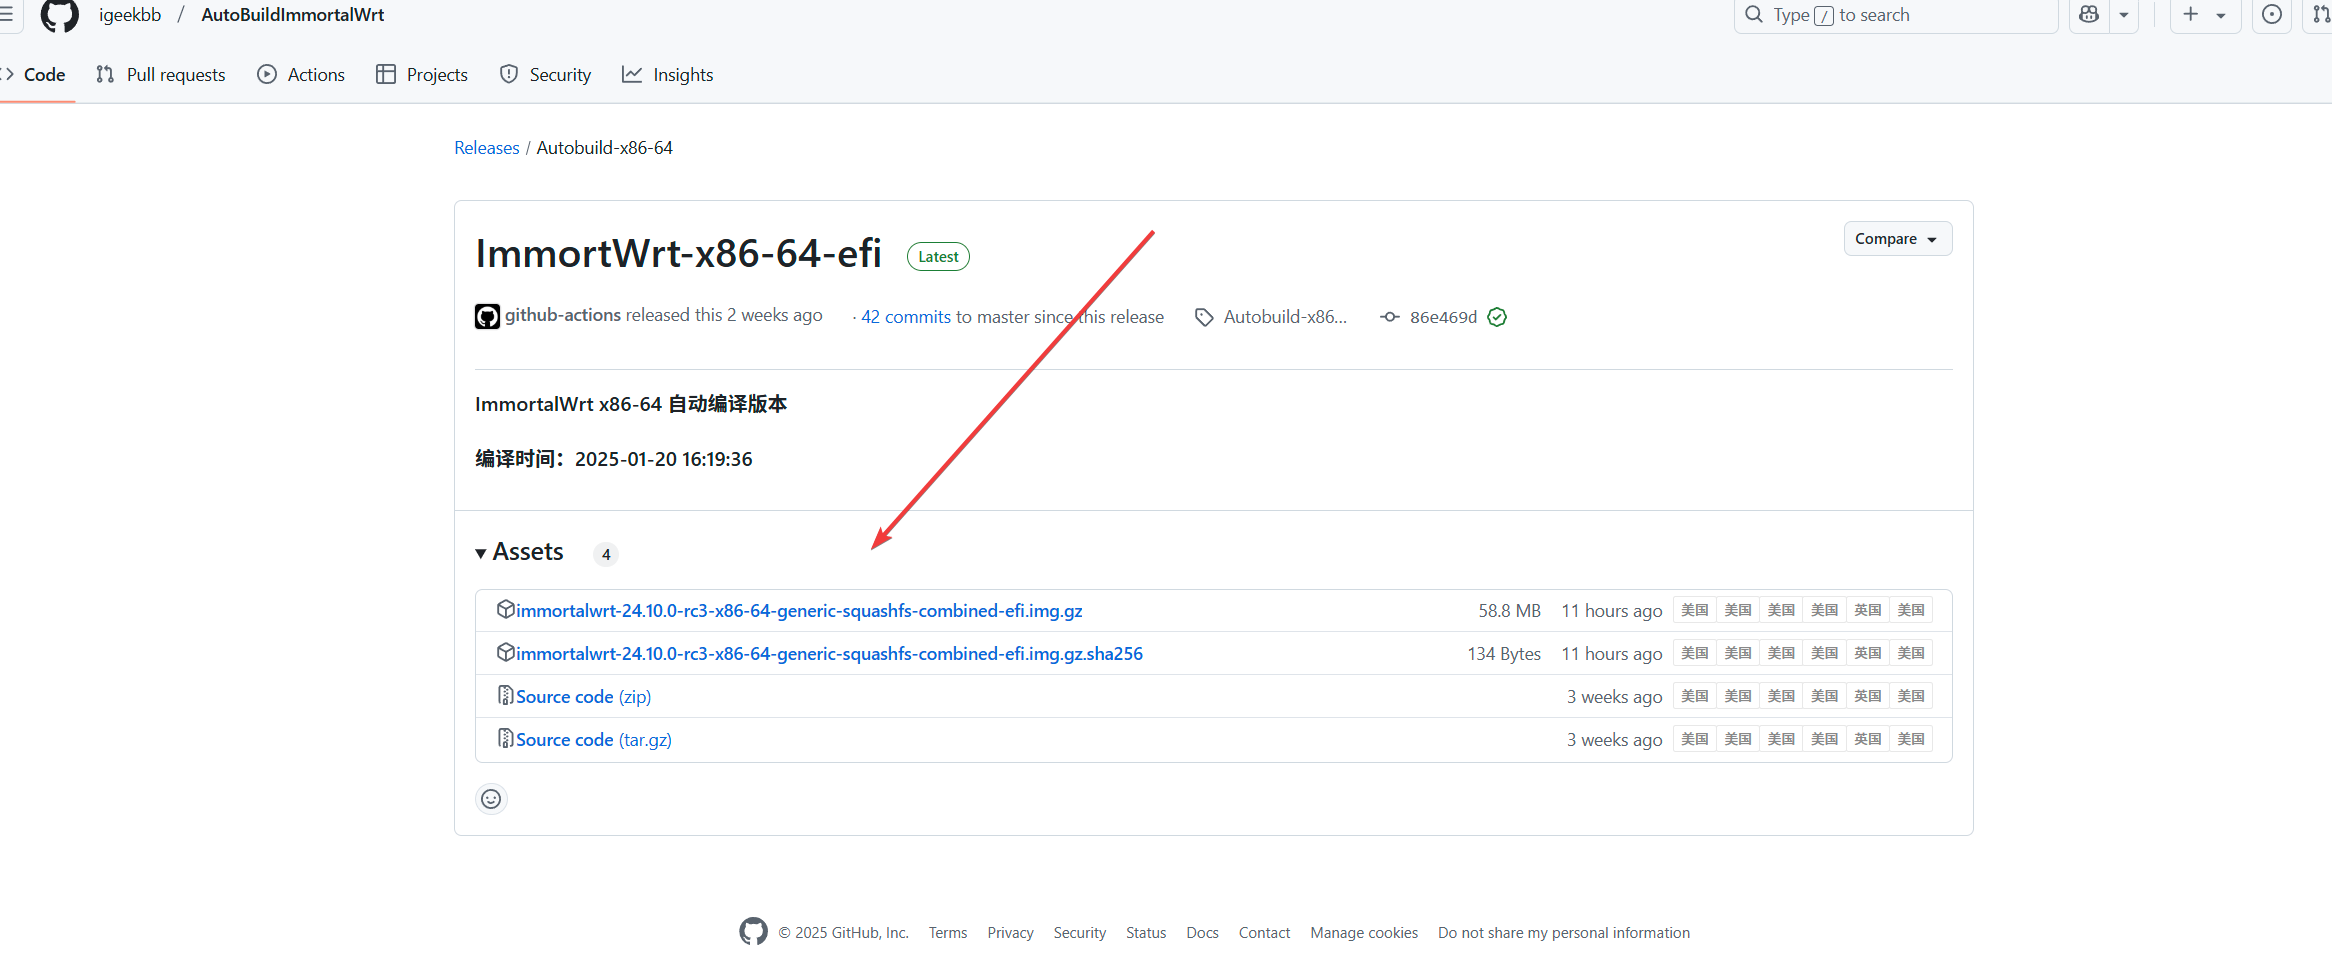 igeekbb / AutoBuildImmortalWrt
Type / to search
Code Pull requests Actions Projects Security Insights
Releases / Autobuild-x86-64
ImmortWrt-x86-64-efi Latest
Compare
github-actions released this 2 weeks ago · 42 commits to master since this release Autobuild-x86... 86e469d
ImmortalWrt x86-64 自动编译版本
编译时间：2025-01-20 16:19:36
Assets 4
immortalwrt-24.10.0-rc3-x86-64-generic-squashfs-combined-efi.img.gz 58.8 MB 11 hours ago 美国 美国 美国 美国 英国 美国
immortalwrt-24.10.0-rc3-x86-64-generic-squashfs-combined-efi.img.gz.sha256 134 Bytes 11 hours ago 美国 美国 美国 美国 英国 美国
Source code (zip) 3 weeks ago 美国 美国 美国 美国 英国 美国
Source code (tar.gz) 3 weeks ago 美国 美国 美国 美国 英国 美国
© 2025 GitHub, Inc. Terms Privacy Security Status Docs Contact Manage cookies Do not share my personal information